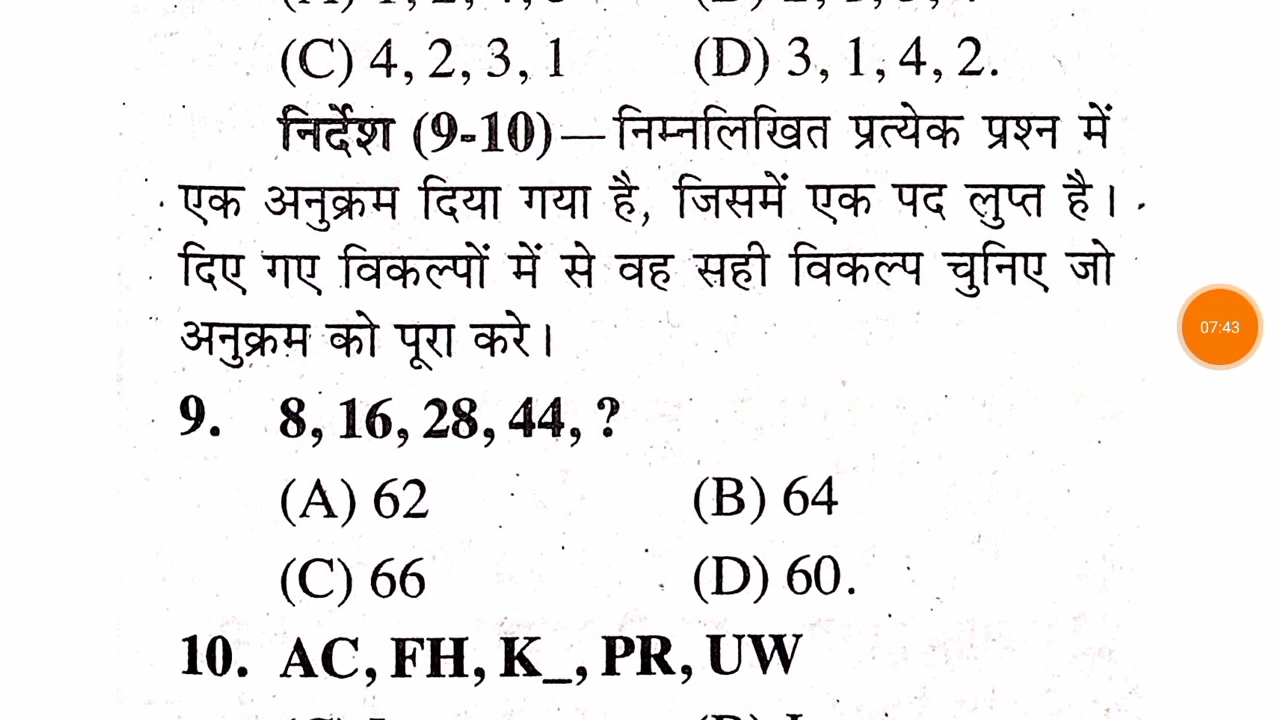 (C) 4, 2, 3, 1 (D) 3, 1, 4, 2.
निर्देश (9-10)—निम्नलिखित प्रत्येक प्रश्न में
एक अनुक्रम दिया गया है, जिसमें एक पद लुप्त है।
दिए गए विकल्पों में से वह सही विकल्प चुनिए जो
अनुक्रम को पूरा करे।
07:43
9. 8, 16, 28, 44, ?
(A) 62 (B) 64
(C) 66 (D) 60.
10. AC, FH, K_, PR, UW